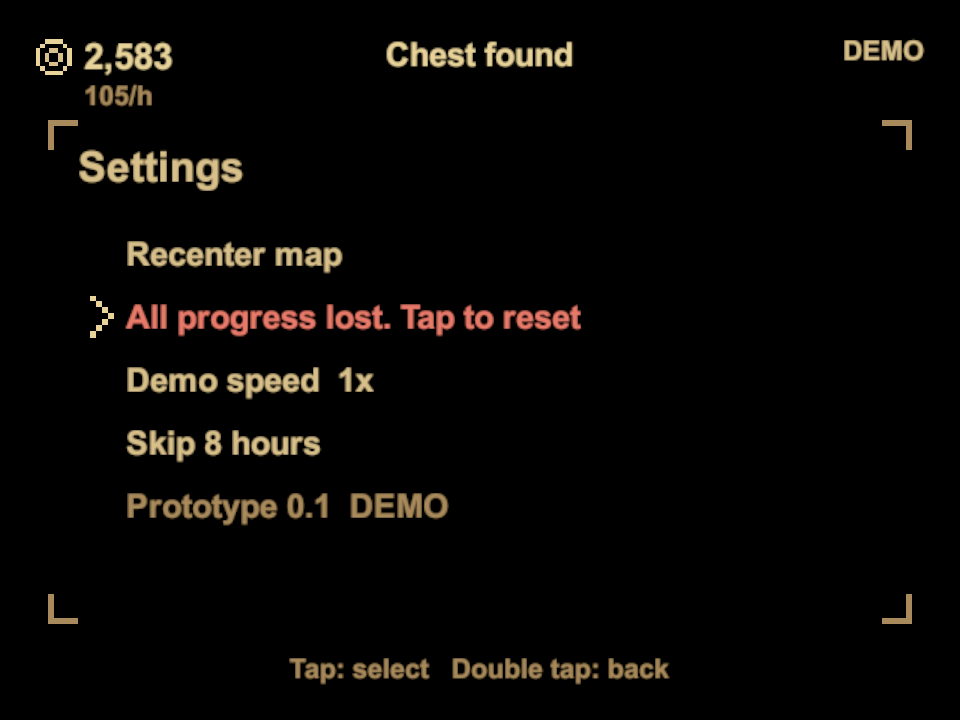 2,583
105/h
Chest found
DEMO
Settings
Recenter map
All progress lost. Tap to reset
Demo speed  1x
Skip 8 hours
Prototype 0.1  DEMO
Tap: select   Double tap: back